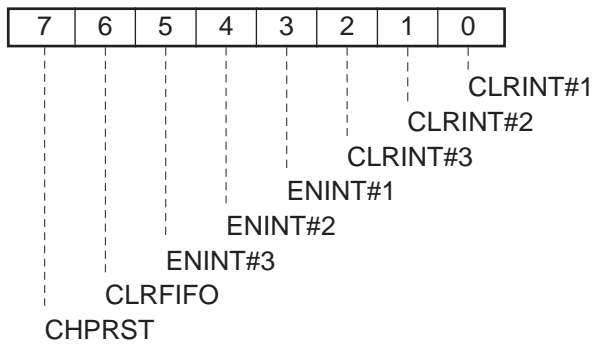 7 6 5 4 3 2 1 0
CLRINT#1
CLRINT#2
CLRINT#3
ENINT#1
ENINT#2
ENINT#3
CLRFIFO
CHPRST